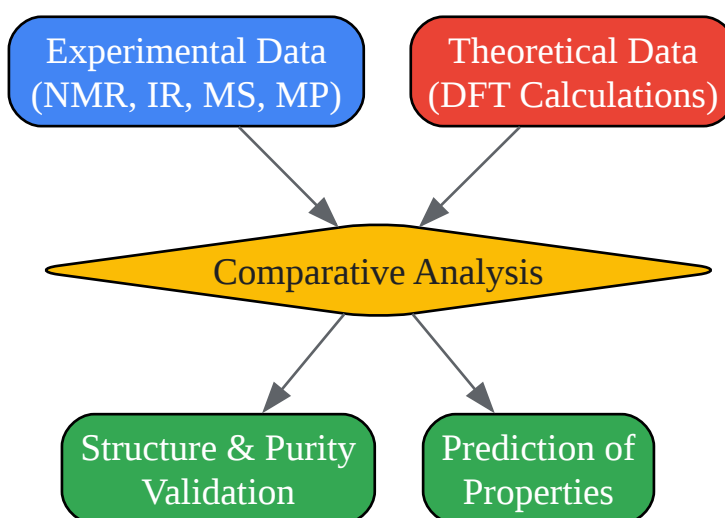 Experimental Data
(NMR, IR, MS, MP)
Theoretical Data
(DFT Calculations)
Comparative Analysis
Structure & Purity
Validation
Prediction of
Properties